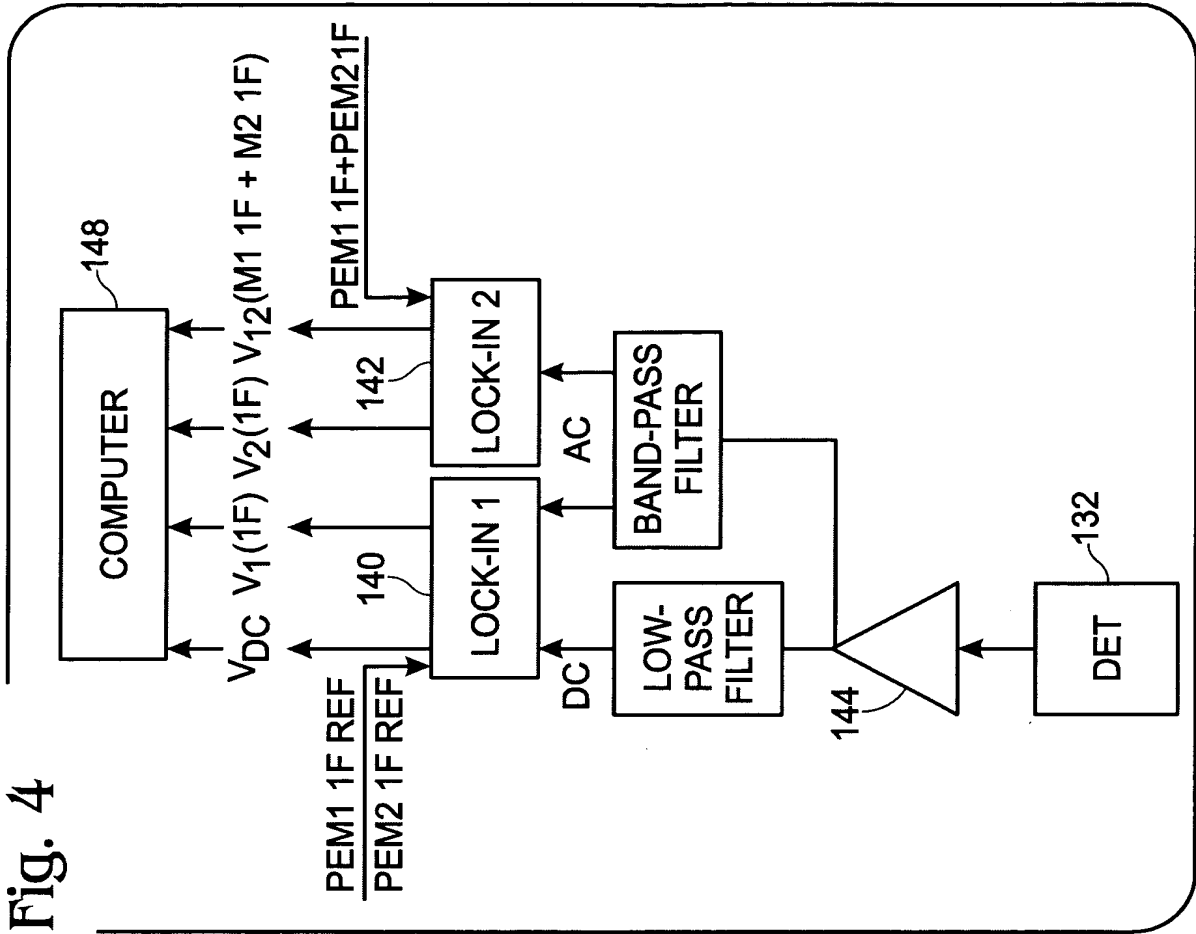 Fig. 4
COMPUTER
148
VDC V1(1F) V2(1F) V12(M1 1F + M2 1F)
PEM1 1F REF
PEM2 1F REF
PEM1 1F+PEM21F
140
142
LOCK-IN 1
LOCK-IN 2
DC
AC
LOW-
PASS
FILTER
BAND-PASS
FILTER
144
132
DET